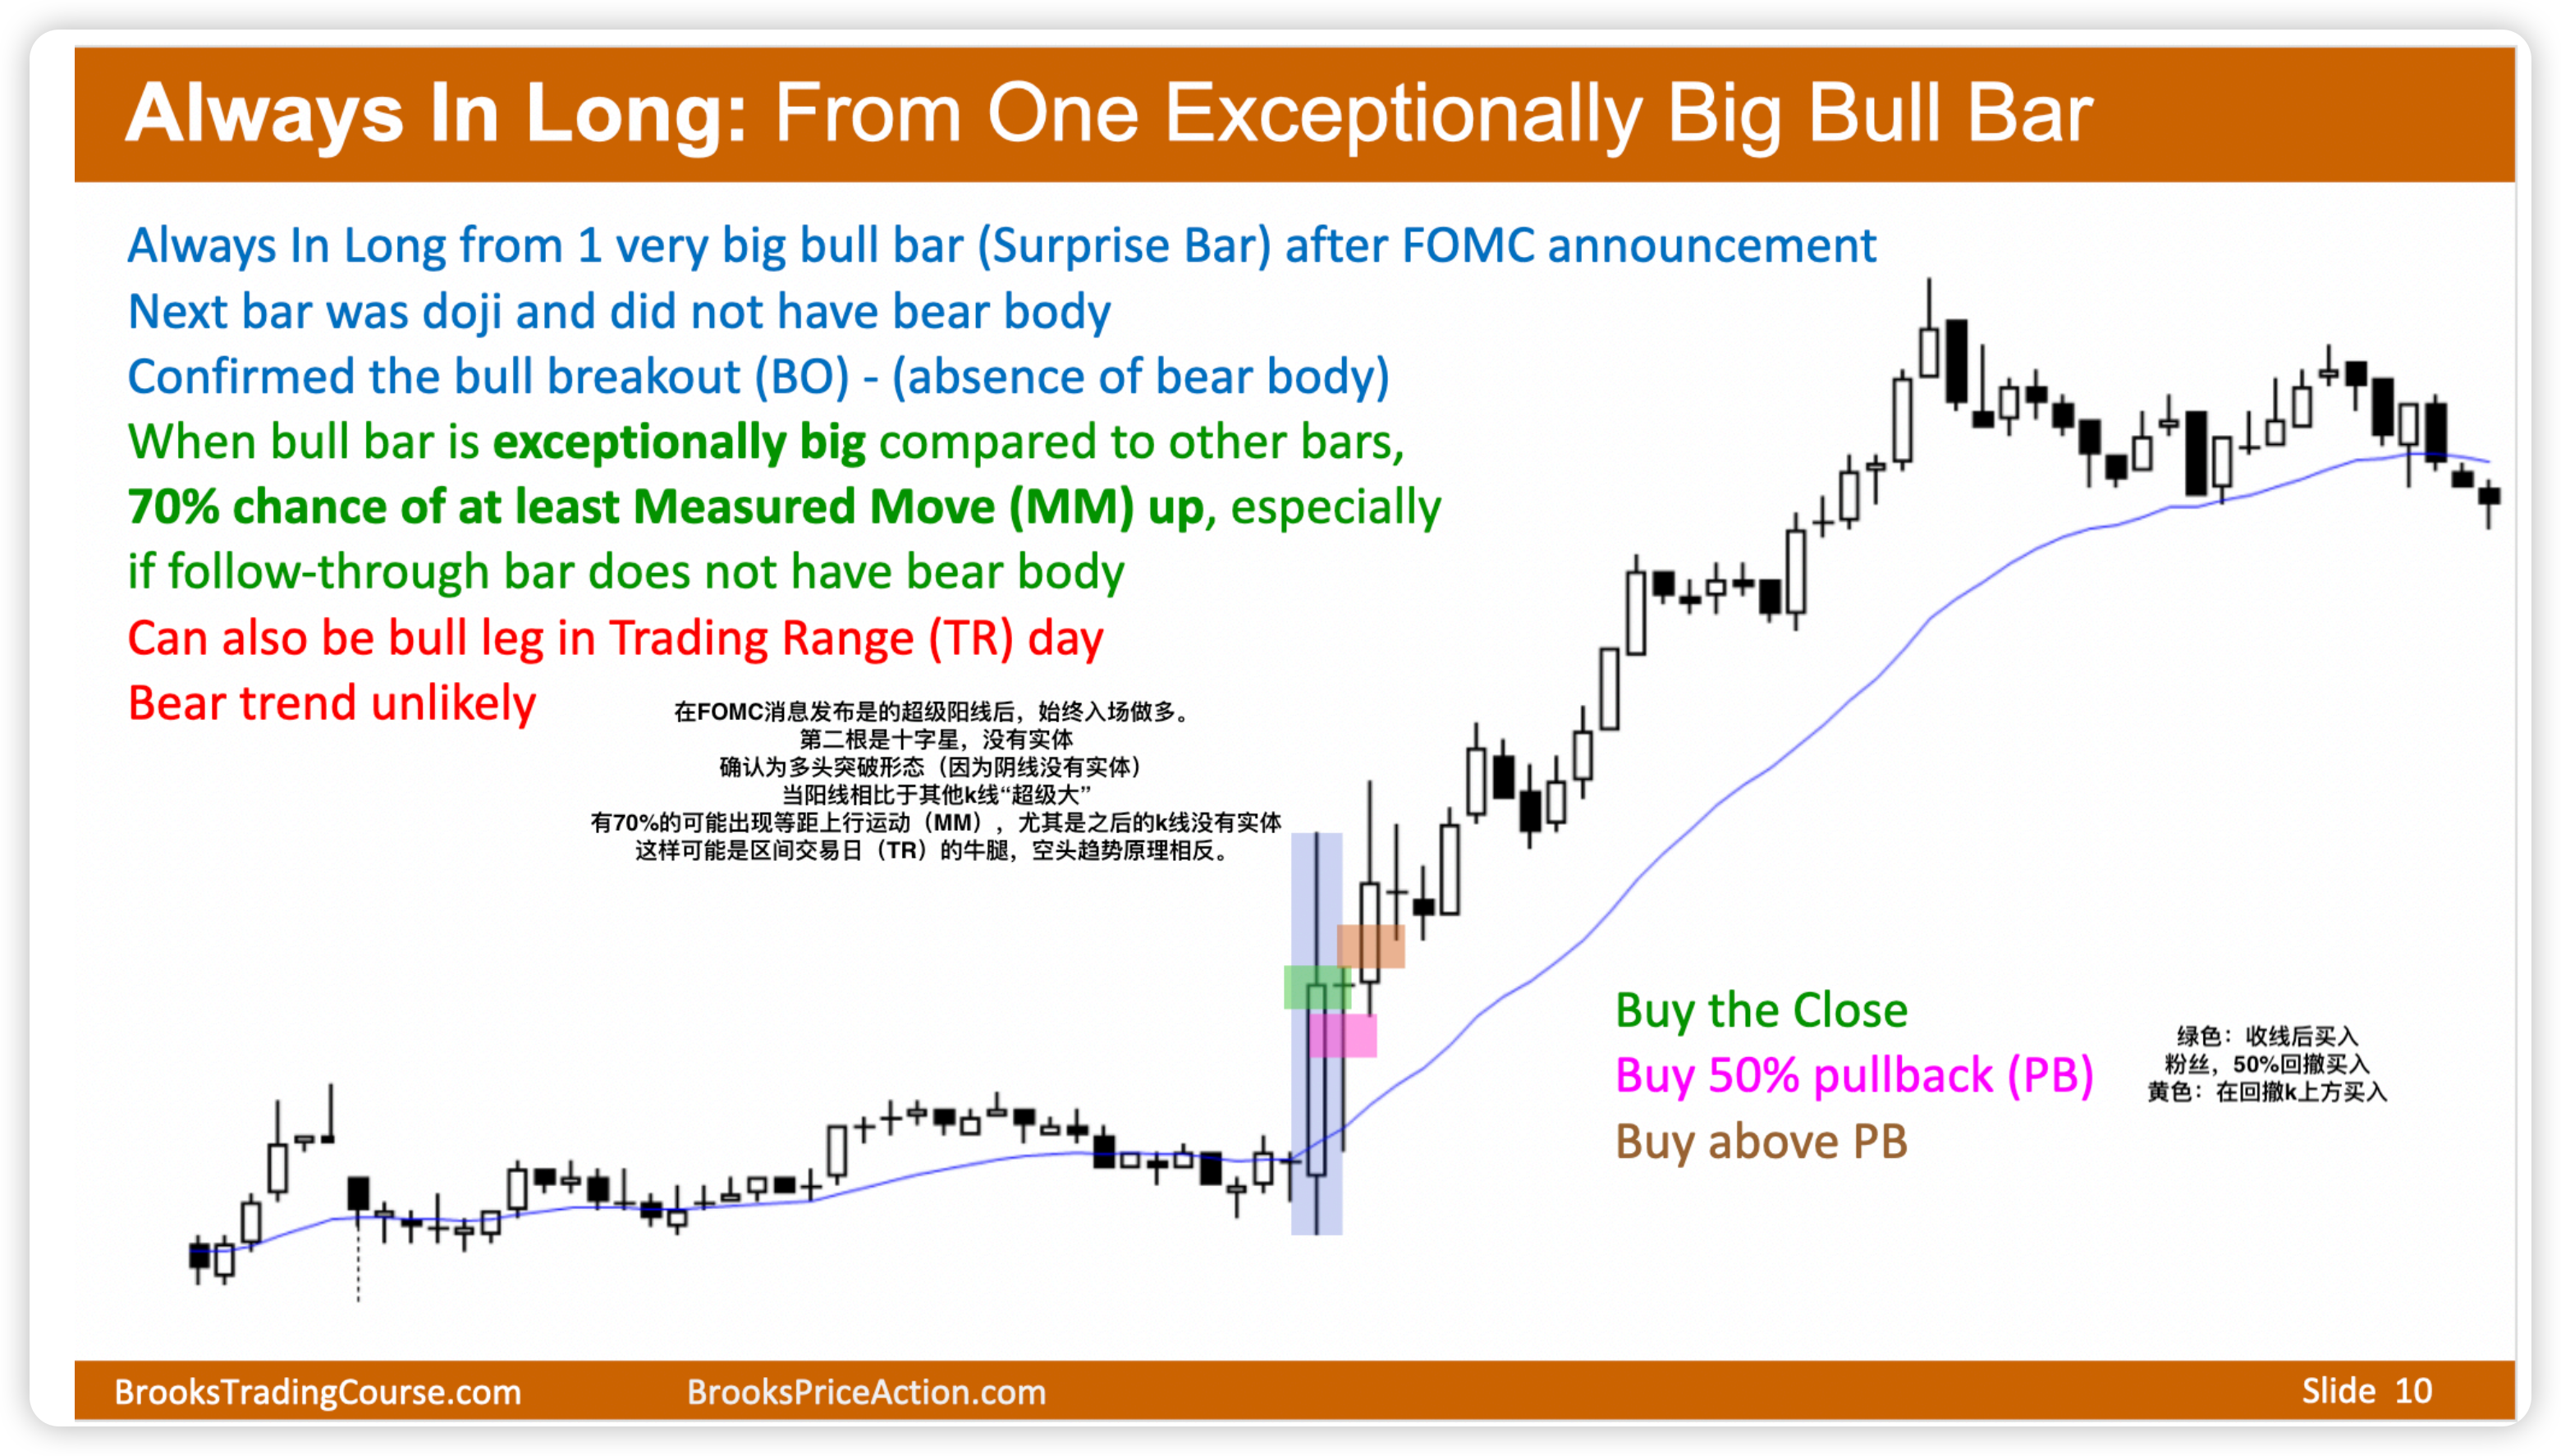 Always In Long: From One Exceptionally Big Bull Bar
Always In Long from 1 very big bull bar (Surprise Bar) after FOMC announcement
Next bar was doji and did not have bear body
Confirmed the bull breakout (BO) - (absence of bear body)
When bull bar is exceptionally big compared to other bars,
70% chance of at least Measured Move (MM) up, especially
if follow-through bar does not have bear body
Can also be bull leg in Trading Range (TR) day
Bear trend unlikely
在FOMC消息发布是的超级阳线后，始终入场做多。
第二根是十字星，没有实体
确认为多头突破形态（因为阴线没有实体）
当阳线相比于其他k线“超级大”
有70%的可能出现等距上行运动（MM），尤其是之后的k线没有实体
这样可能是区间交易日（TR）的牛腿，空头趋势原理相反。
Buy the Close
Buy 50% pullback (PB)
Buy above PB
绿色：收线后买入
粉丝，50%回撤买入
黄色：在回撤k上方买入
BrooksTradingCourse.com
BrooksPriceAction.com
Slide 10